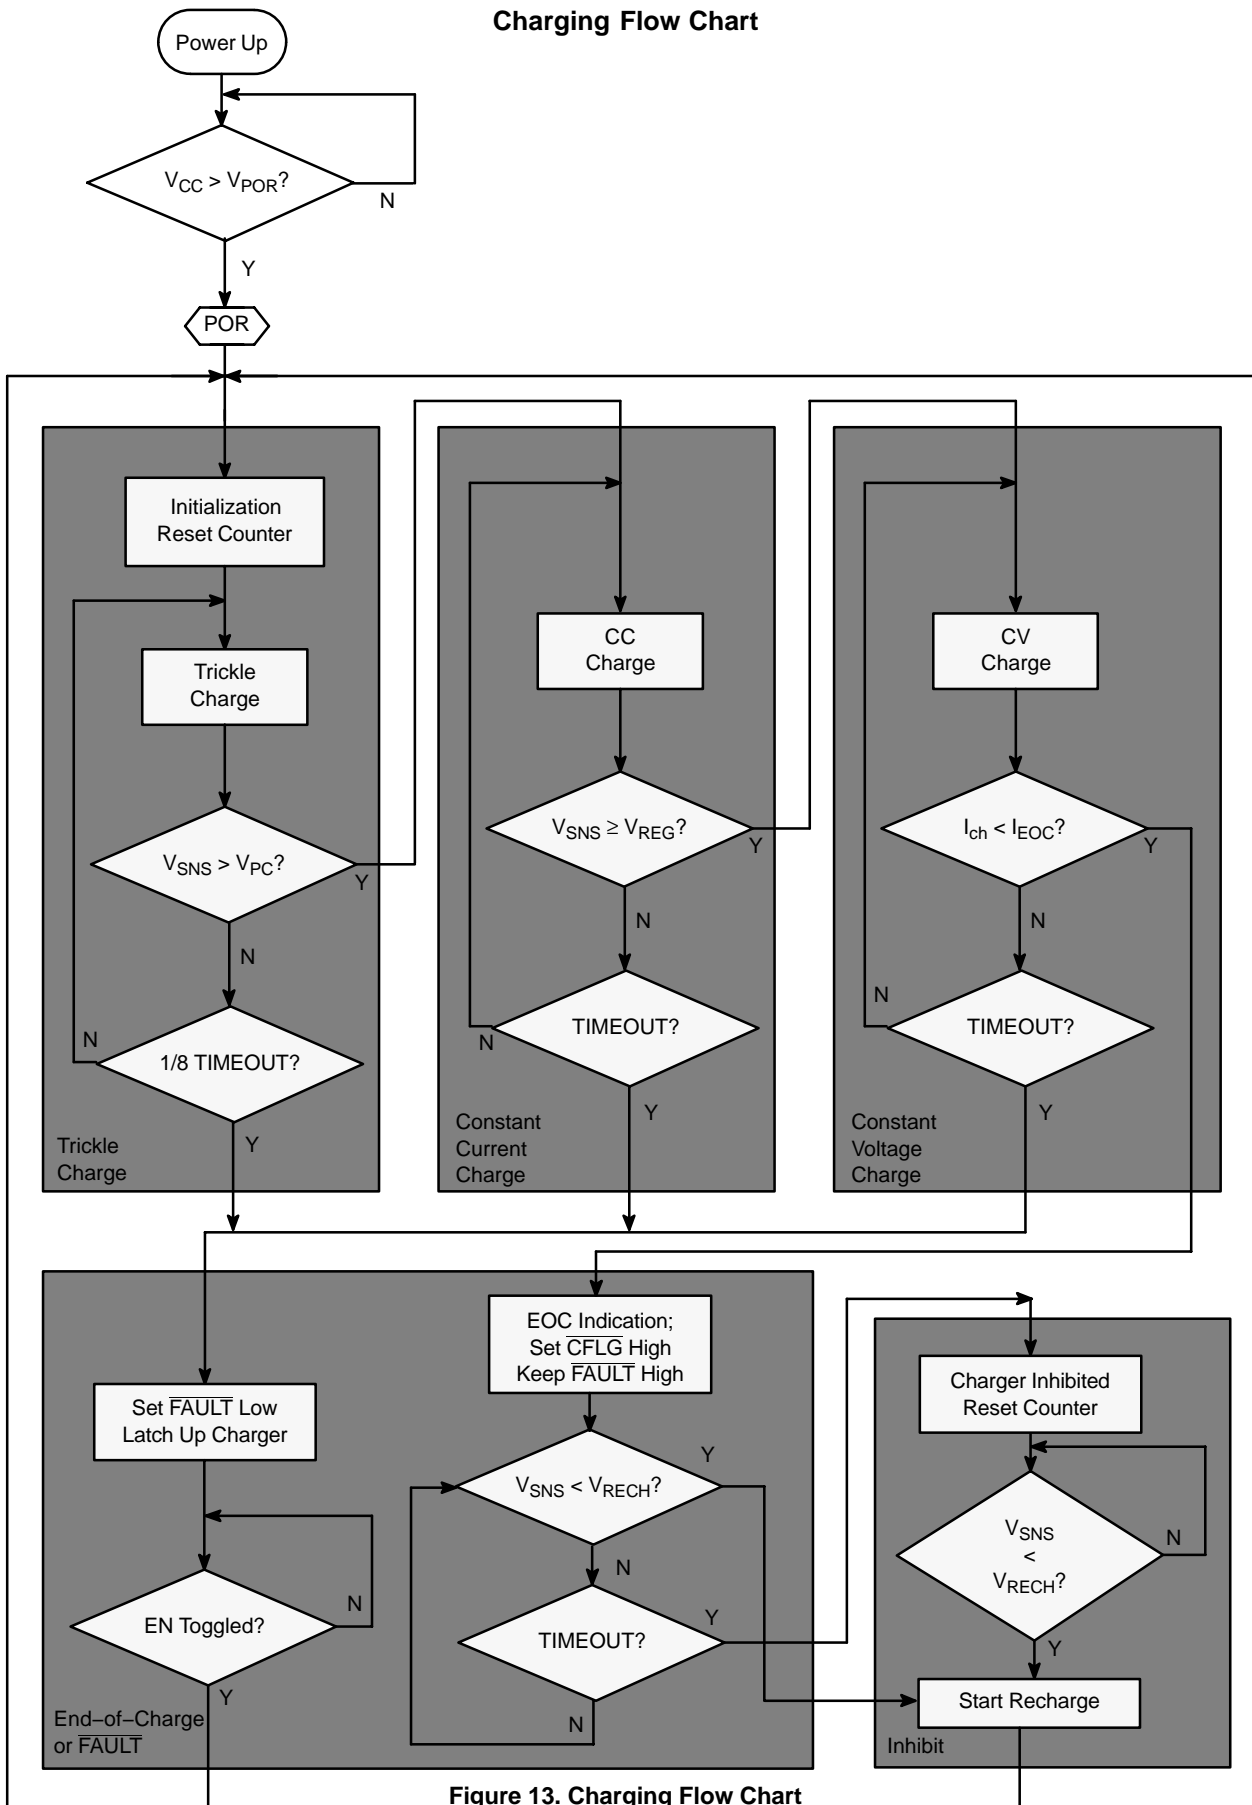 Charging Flow Chart
Power Up
VCC > VPOR?
N
Y
POR
Initialization
Reset Counter
Trickle
Charge
VSNS > VPC?
Y
N
1/8 TIMEOUT?
N
Y
Trickle
Charge
CC
Charge
VSNS ≥ VREG?
Y
N
TIMEOUT?
N
Y
Constant
Current
Charge
CV
Charge
Ich < IEOC?
Y
N
TIMEOUT?
N
Y
Constant
Voltage
Charge
Set FAULT Low
Latch Up Charger
EN Toggled?
N
Y
End−of−Charge
or FAULT
EOC Indication;
Set CFLG High
Keep FAULT High
VSNS < VRECH?
Y
N
TIMEOUT?
Y
N
Charger Inhibited
Reset Counter
VSNS
<
VRECH?
N
Y
Start Recharge
Inhibit
Figure 13. Charging Flow Chart